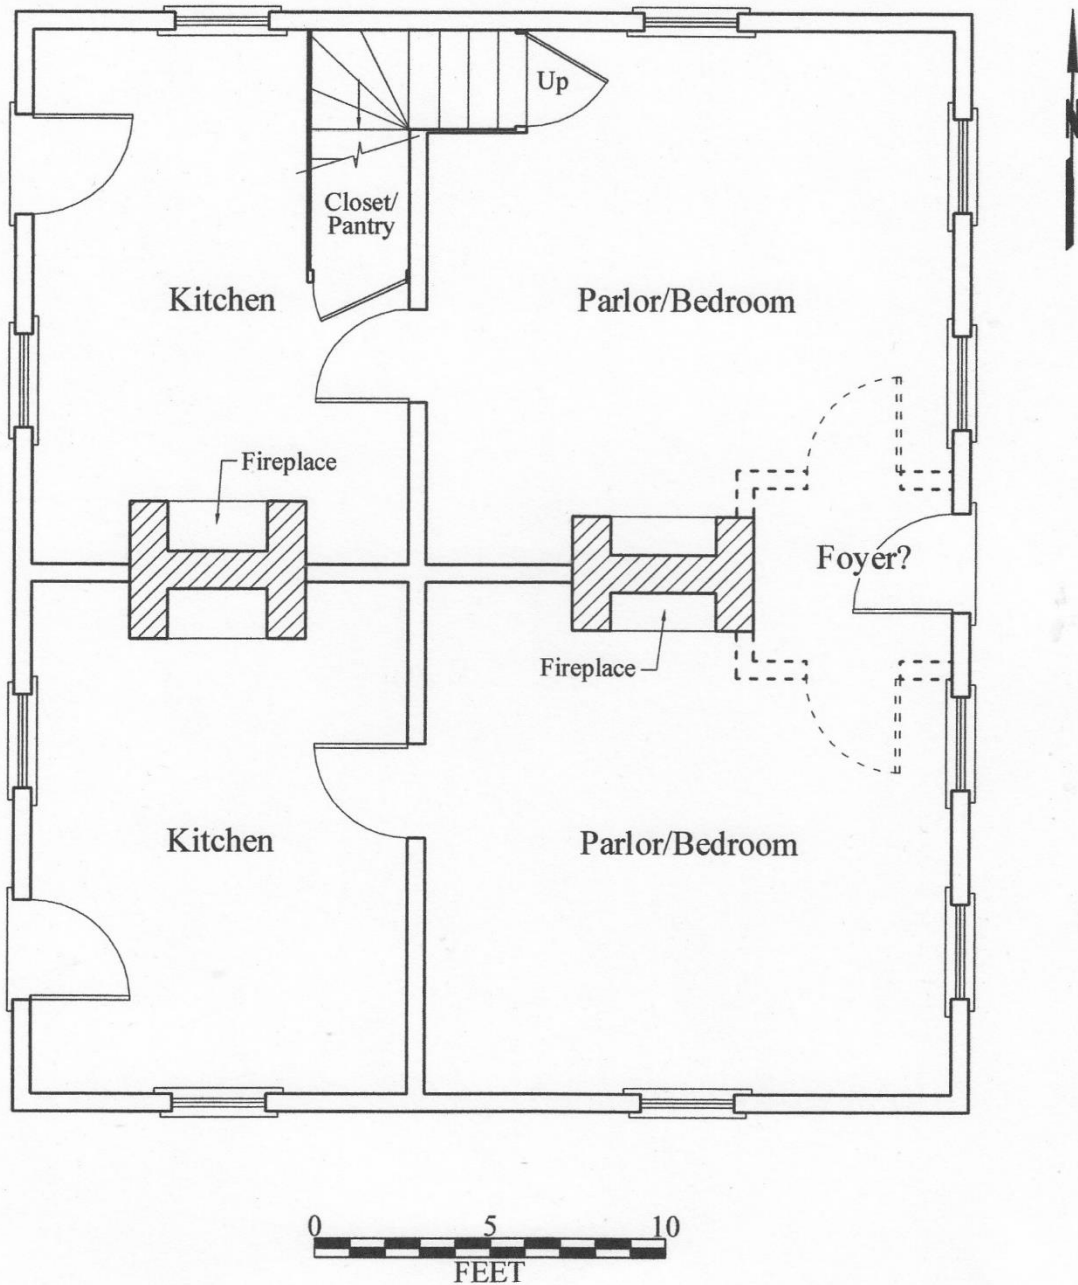 Up
N
Closet/
Pantry
Kitchen
Parlor/Bedroom
Fireplace
Foyer?
Fireplace
Kitchen
Parlor/Bedroom
0 5 10
FEET